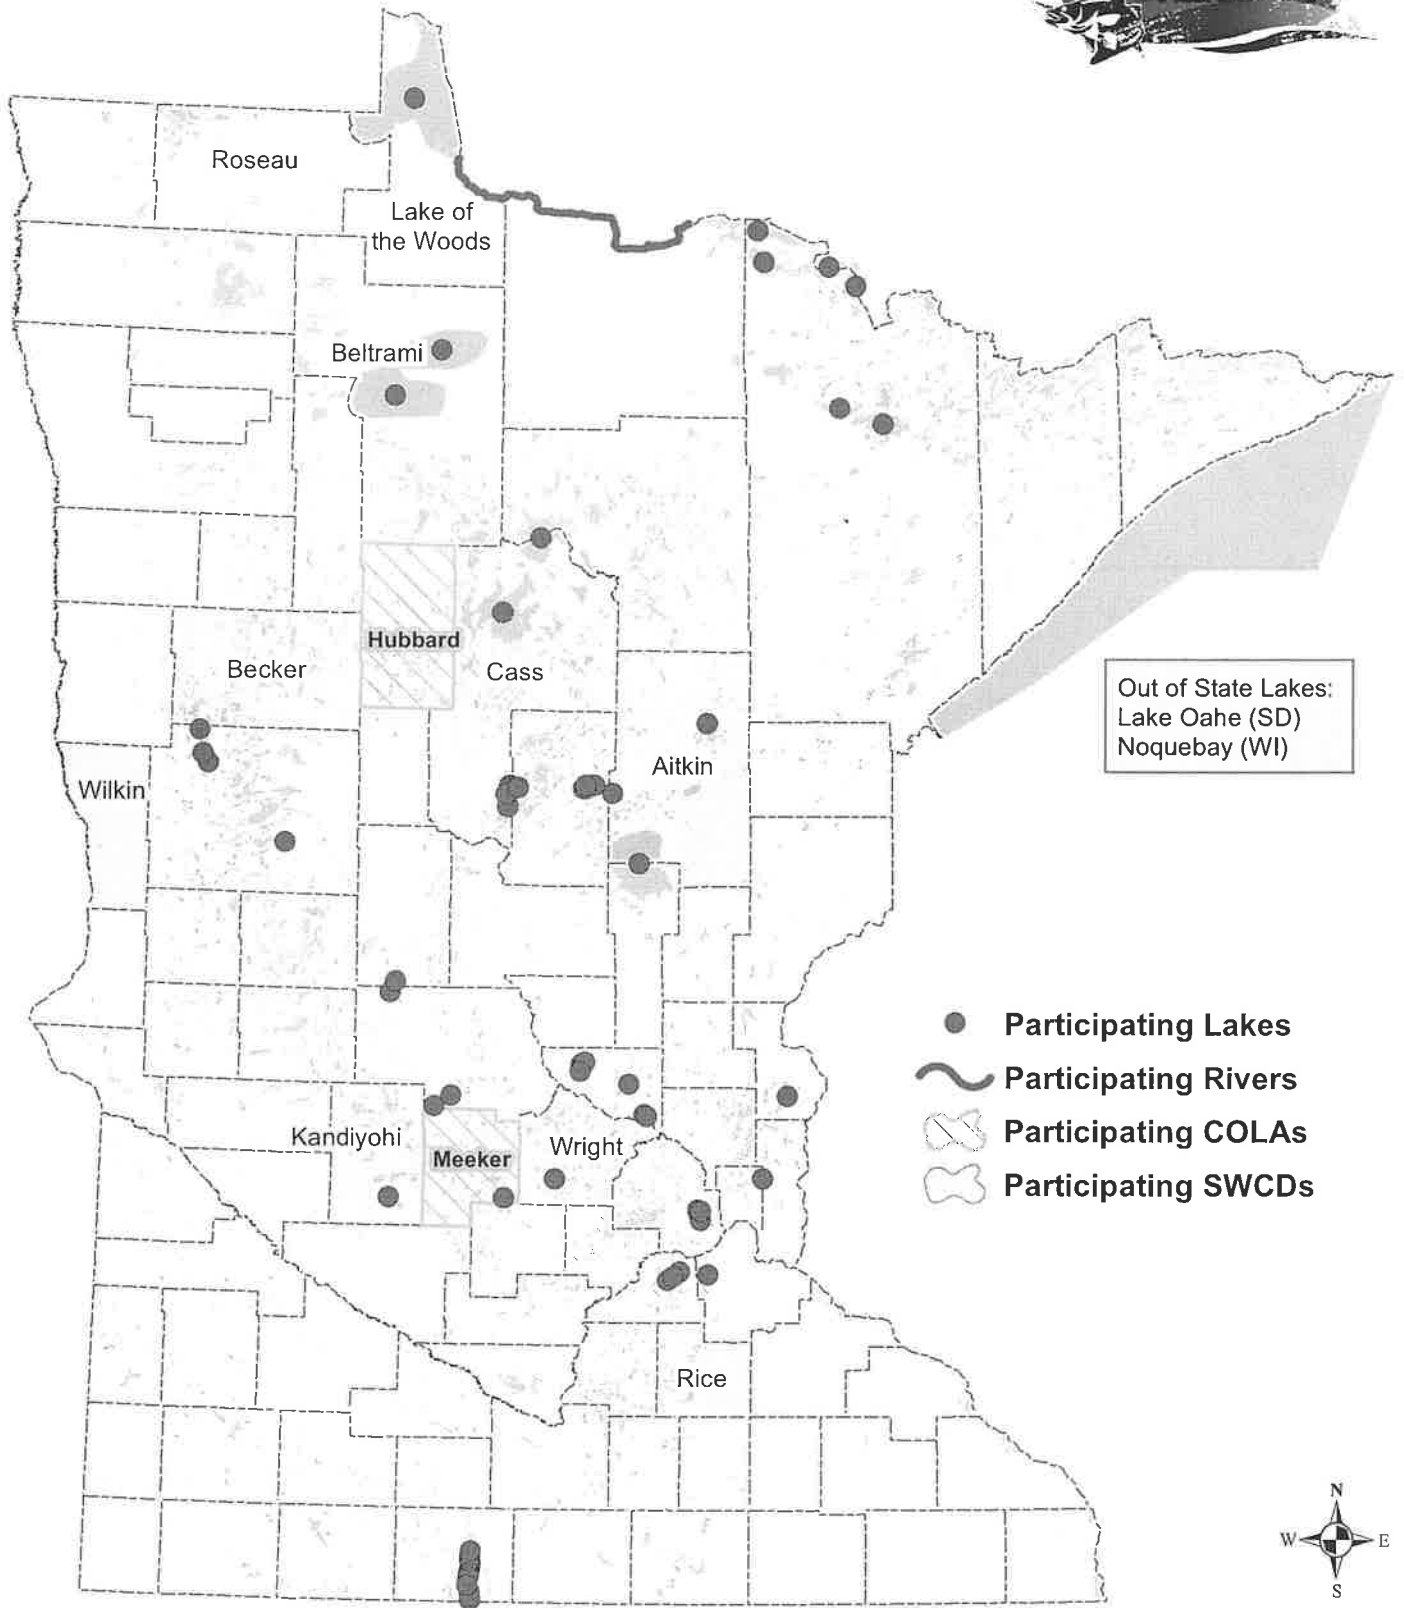 Roseau
Lake of
the Woods
Beltrami
Hubbard
Becker
Cass
Out of State Lakes:
Lake Oahe (SD)
Noquebay (WI)
Aitkin
Wilkin
Participating Lakes
Participating Rivers
Participating COLAs
Participating SWCDs
Kandiyohi
Meeker
Wright
Rice
N
W E
S